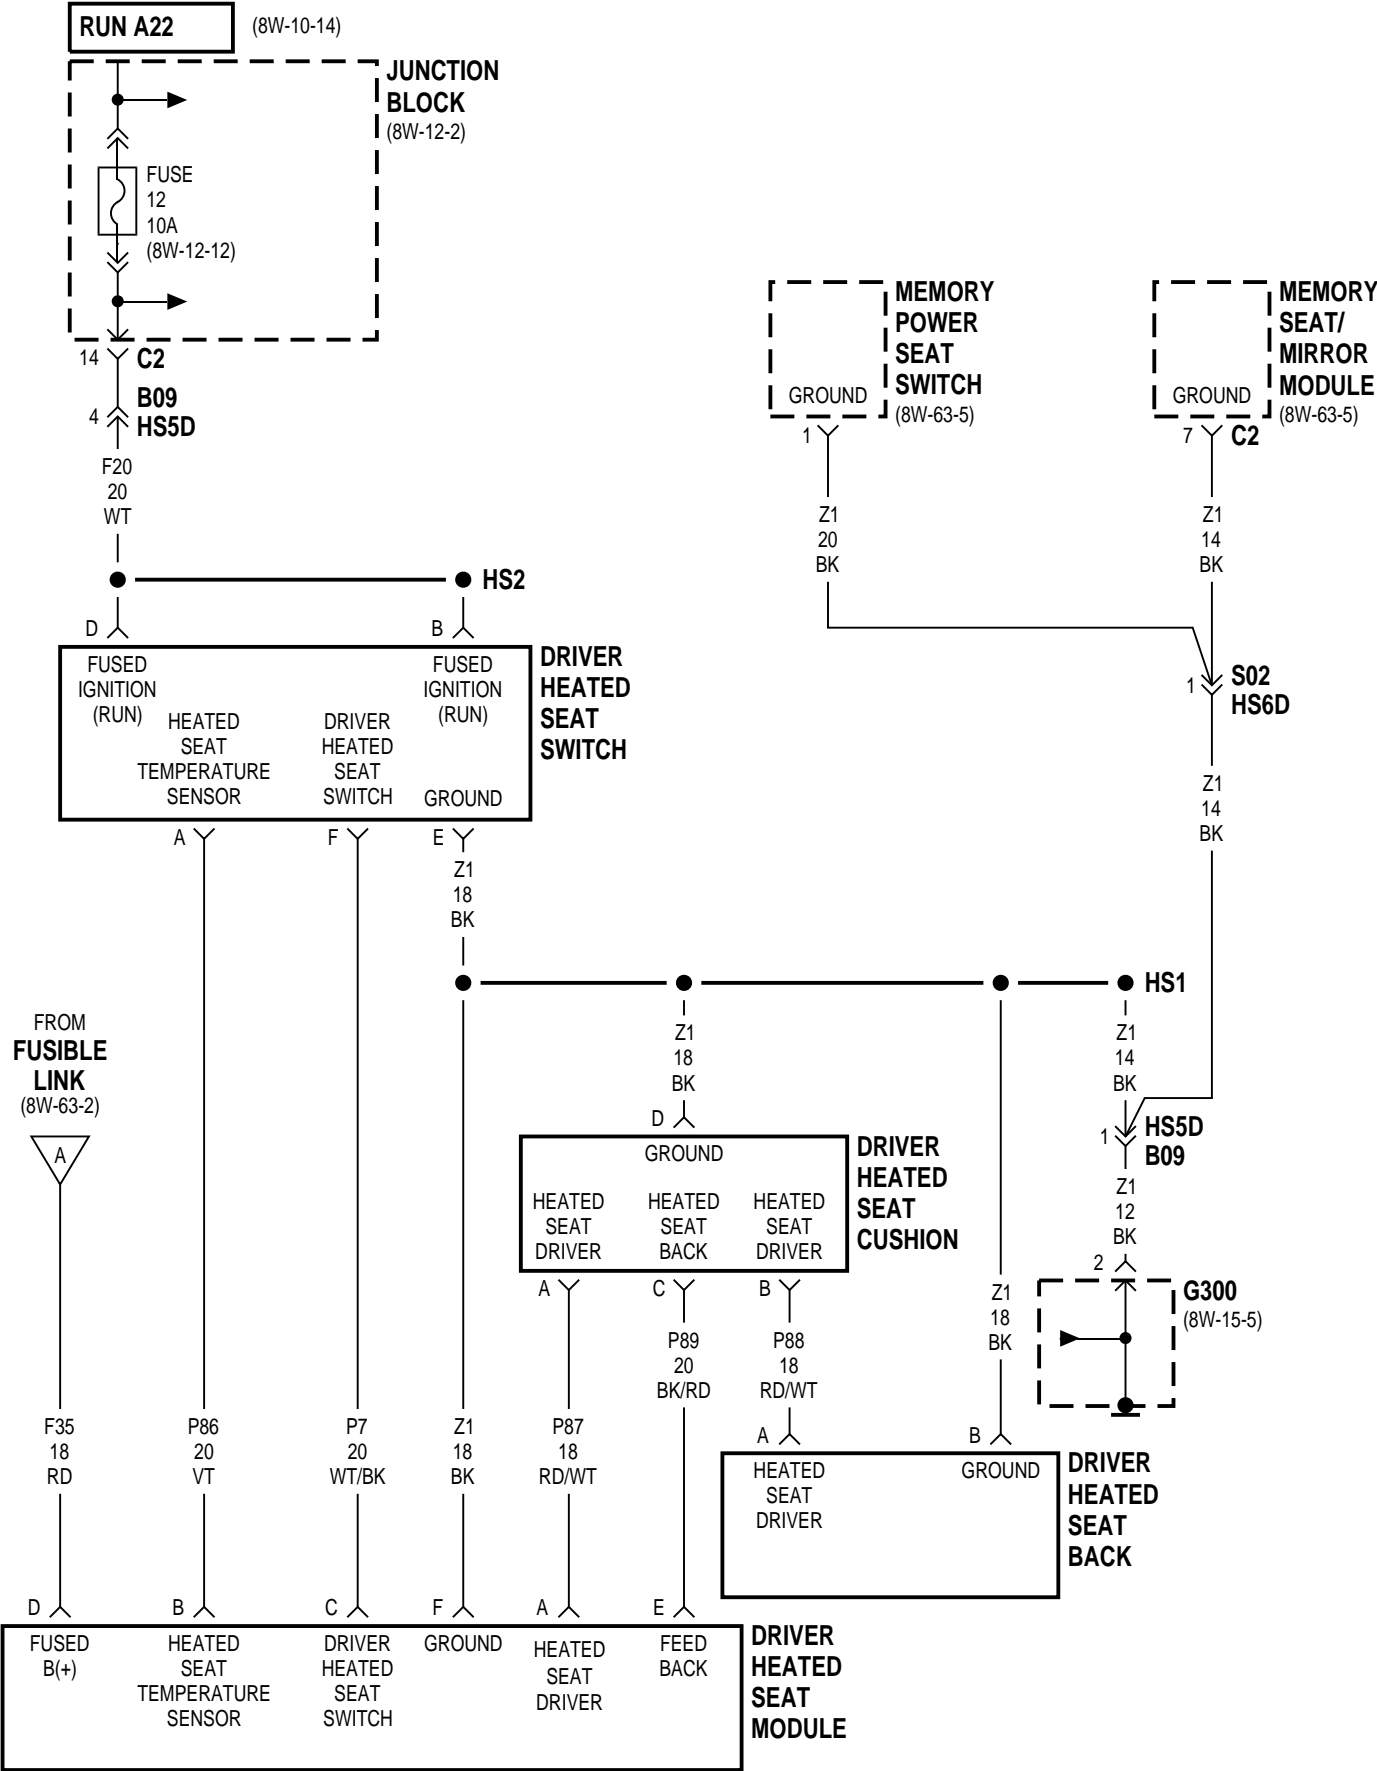 RUN A22
(8W-10-14)
JUNCTION
BLOCK
(8W-12-2)
FUSE
12
10A
(8W-12-12)
14
C2
B09
4
HS5D
F20
20
WT
HS2
D
B
FUSED
IGNITION
(RUN)
FUSED
IGNITION
(RUN)
HEATED
SEAT
TEMPERATURE
SENSOR
DRIVER
HEATED
SEAT
SWITCH
GROUND
DRIVER
HEATED
SEAT
SWITCH
A
F
E
Z1
18
BK
MEMORY
POWER
SEAT
SWITCH
(8W-63-5)
GROUND
1
Z1
20
BK
MEMORY
SEAT/
MIRROR
MODULE
(8W-63-5)
GROUND
7
C2
Z1
14
BK
1
S02
HS6D
Z1
14
BK
HS1
FROM
FUSIBLE
LINK
(8W-63-2)
A
Z1
18
BK
D
GROUND
HEATED
SEAT
DRIVER
HEATED
SEAT
BACK
HEATED
SEAT
DRIVER
DRIVER
HEATED
SEAT
CUSHION
A
C
B
Z1
14
BK
1
HS5D
B09
Z1
12
BK
2
G300
(8W-15-5)
Z1
18
BK
P89
20
BK/RD
P88
18
RD/WT
F35
18
RD
P86
20
VT
P7
20
WT/BK
Z1
18
BK
P87
18
RD/WT
A
B
HEATED
SEAT
DRIVER
GROUND
DRIVER
HEATED
SEAT
BACK
D
B
C
F
A
E
FUSED
B(+)
HEATED
SEAT
TEMPERATURE
SENSOR
DRIVER
HEATED
SEAT
SWITCH
GROUND
HEATED
SEAT
DRIVER
FEED
BACK
DRIVER
HEATED
SEAT
MODULE